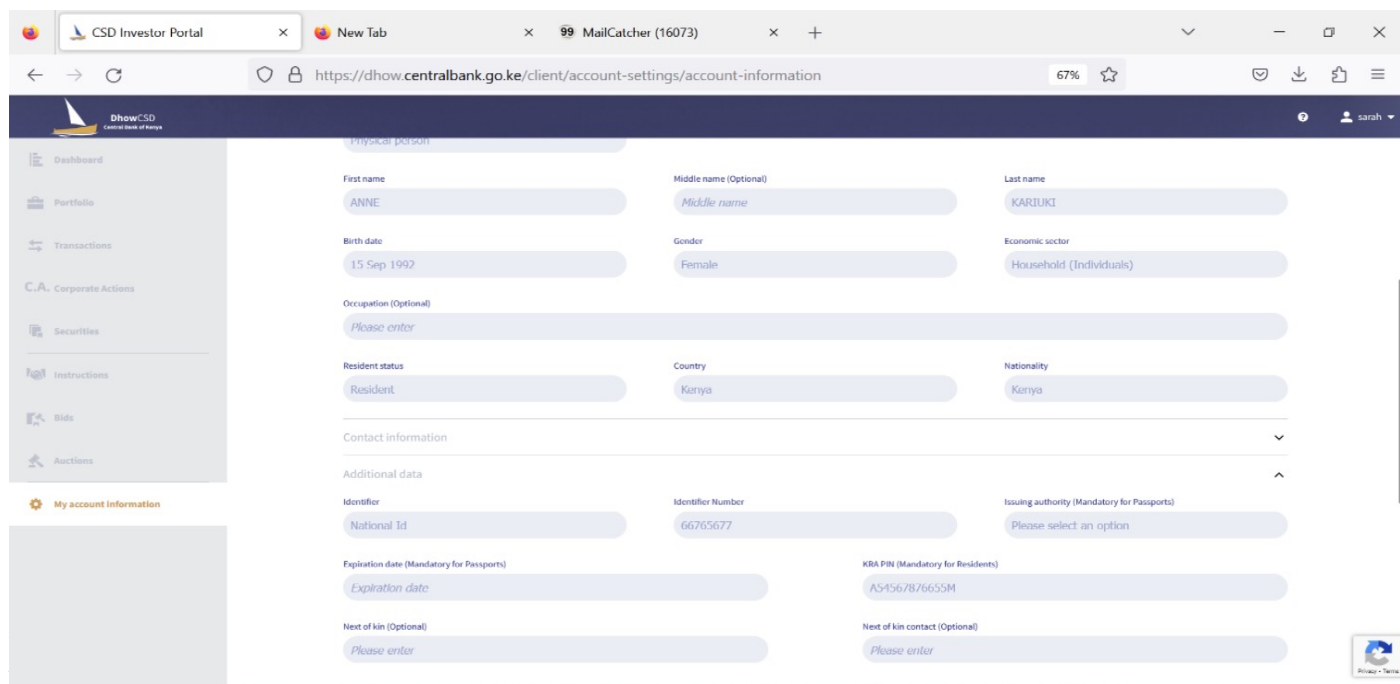 CSD Investor Portal
New Tab
99 MailCatcher (16073)
https://dhow.centralbank.go.ke/client/account-settings/account-information
67%
DhowCSD
Central Bank of Kenya
sarah
Dashboard
Portfolio
Transactions
C.A. Corporate Actions
Securities
Instructions
Bids
Auctions
My account information
Physical person
First name Middle name (Optional) Last name
ANNE Middle name KARIUKI
Birth date Gender Economic sector
15 Sep 1992 Female Household (Individuals)
Occupation (Optional)
Please enter
Resident status Country Nationality
Resident Kenya Kenya
Contact information
Additional data
Identifier Identifier Number Issuing authority (Mandatory for Passports)
National Id 66765677 Please select an option
Expiration date (Mandatory for Passports) KRA PIN (Mandatory for Residents)
Expiration date A54567876655M
Next of kin (Optional) Next of kin contact (Optional)
Please enter Please enter
Privacy - Terms